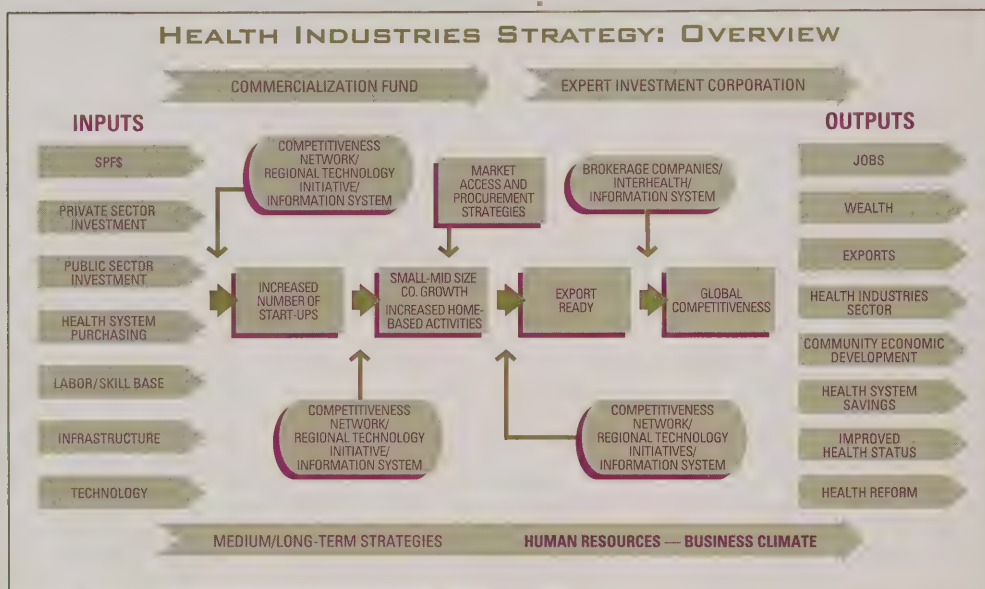 HEALTH INDUSTRIES STRATEGY: OVERVIEW
COMMERCIALIZATION FUND
EXPERT INVESTMENT CORPORATION
INPUTS
SPF$
PRIVATE SECTOR
INVESTMENT
PUBLIC SECTOR
INVESTMENT
HEALTH SYSTEM
PURCHASING
LABOR/SKILL BASE
INFRASTRUCTURE
TECHNOLOGY
COMPETITIVENESS
NETWORK/
REGIONAL TECHNOLOGY
INITIATIVE/
INFORMATION SYSTEM
MARKET
ACCESS AND
PROCUREMENT
STRATEGIES
BROKERAGE COMPANIES/
INTERHEALTH/
INFORMATION SYSTEM
INCREASED
NUMBER OF
START-UPS
SMALL-MID SIZE
CO. GROWTH
INCREASED HOME-
BASED ACTIVITIES
EXPORT
READY
GLOBAL
COMPETITIVENESS
COMPETITIVENESS
NETWORK/
REGIONAL TECHNOLOGY
INITIATIVE/
INFORMATION SYSTEM
COMPETITIVENESS
NETWORK/
REGIONAL TECHNOLOGY
INITIATIVES/
INFORMATION SYSTEM
OUTPUTS
JOBS
WEALTH
EXPORTS
HEALTH INDUSTRIES
SECTOR
COMMUNITY ECONOMIC
DEVELOPMENT
HEALTH SYSTEM
SAVINGS
IMPROVED
HEALTH STATUS
HEALTH REFORM
MEDIUM/LONG-TERM STRATEGIES
HUMAN RESOURCES — BUSINESS CLIMATE